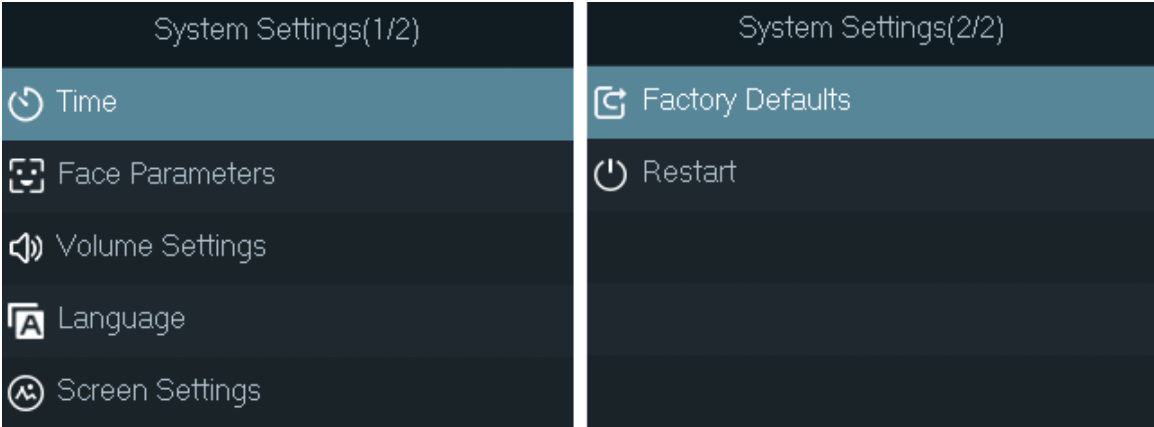 System Settings(1/2)
Time
Face Parameters
Volume Settings
Language
Screen Settings
System Settings(2/2)
Factory Defaults
Restart